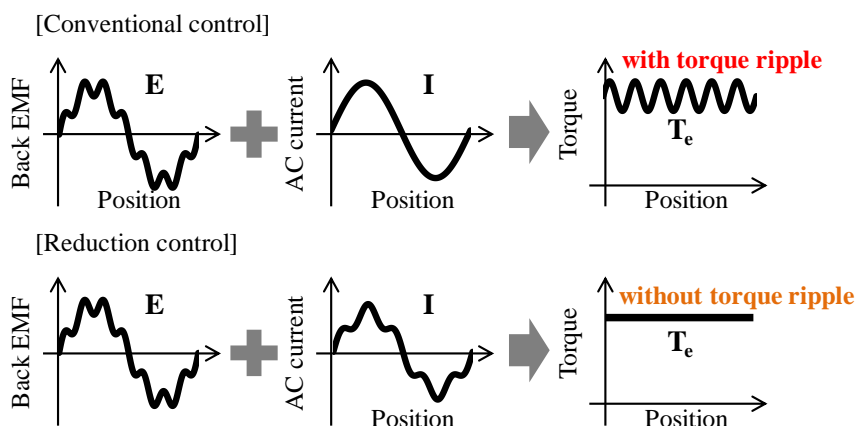 [Conventional control]
Back EMF
E
Position
AC current
I
Position
with torque ripple
Torque
Te
Position
[Reduction control]
Back EMF
E
AC current
I
Position
without torque ripple
Torque
Te
Position